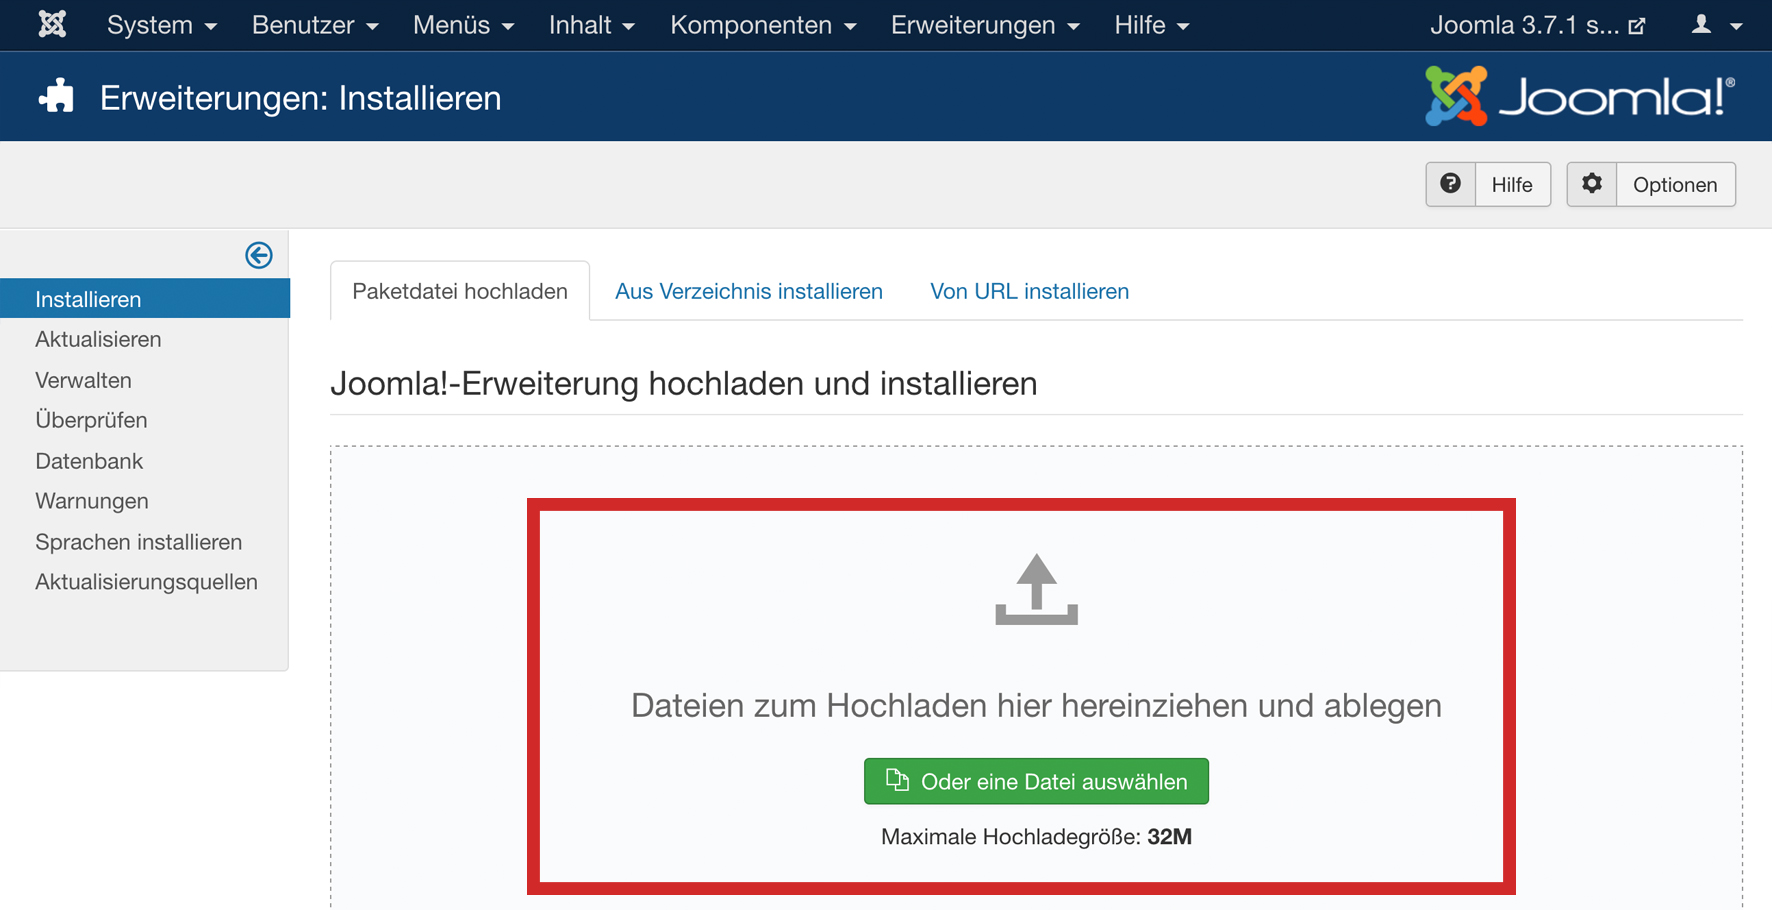 System Benutzer Menüs Inhalt Komponenten Erweiterungen Hilfe Joomla 3.7.1 s...
Erweiterungen: Installieren
Joomla!®
Hilfe Optionen
Installieren
Aktualisieren
Verwalten
Überprüfen
Datenbank
Warnungen
Sprachen installieren
Aktualisierungsquellen
Paketdatei hochladen Aus Verzeichnis installieren Von URL installieren
Joomla!-Erweiterung hochladen und installieren
Dateien zum Hochladen hier hereinziehen und ablegen
Oder eine Datei auswählen
Maximale Hochladegröße: 32M